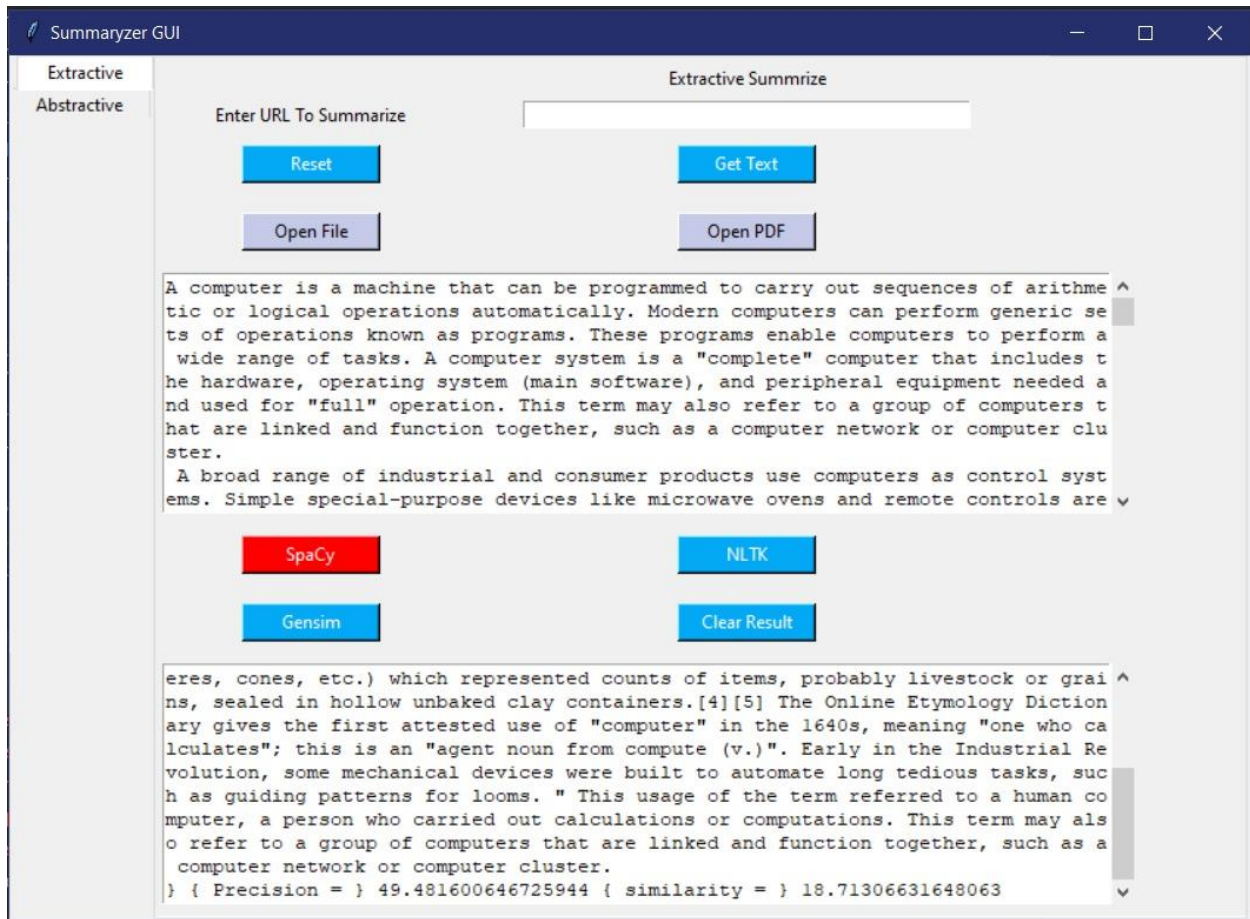 Summaryzer GUI
Extractive
Abstractive
Extractive Summrize
Enter URL To Summarize
Reset
Get Text
Open File
Open PDF
A computer is a machine that can be programmed to carry out sequences of arithme
tic or logical operations automatically. Modern computers can perform generic se
ts of operations known as programs. These programs enable computers to perform a
 wide range of tasks. A computer system is a "complete" computer that includes t
he hardware, operating system (main software), and peripheral equipment needed a
nd used for "full" operation. This term may also refer to a group of computers t
hat are linked and function together, such as a computer network or computer clu
ster.
 A broad range of industrial and consumer products use computers as control syst
ems. Simple special-purpose devices like microwave ovens and remote controls are
SpaCy
NLTK
Gensim
Clear Result
eres, cones, etc.) which represented counts of items, probably livestock or grai
ns, sealed in hollow unbaked clay containers.[4][5] The Online Etymology Diction
ary gives the first attested use of "computer" in the 1640s, meaning "one who ca
lculates"; this is an "agent noun from compute (v.)". Early in the Industrial Re
volution, some mechanical devices were built to automate long tedious tasks, suc
h as guiding patterns for looms. " This usage of the term referred to a human co
mputer, a person who carried out calculations or computations. This term may als
o refer to a group of computers that are linked and function together, such as a
 computer network or computer cluster.
} { Precision = } 49.481600646725944 { similarity = } 18.71306631648063